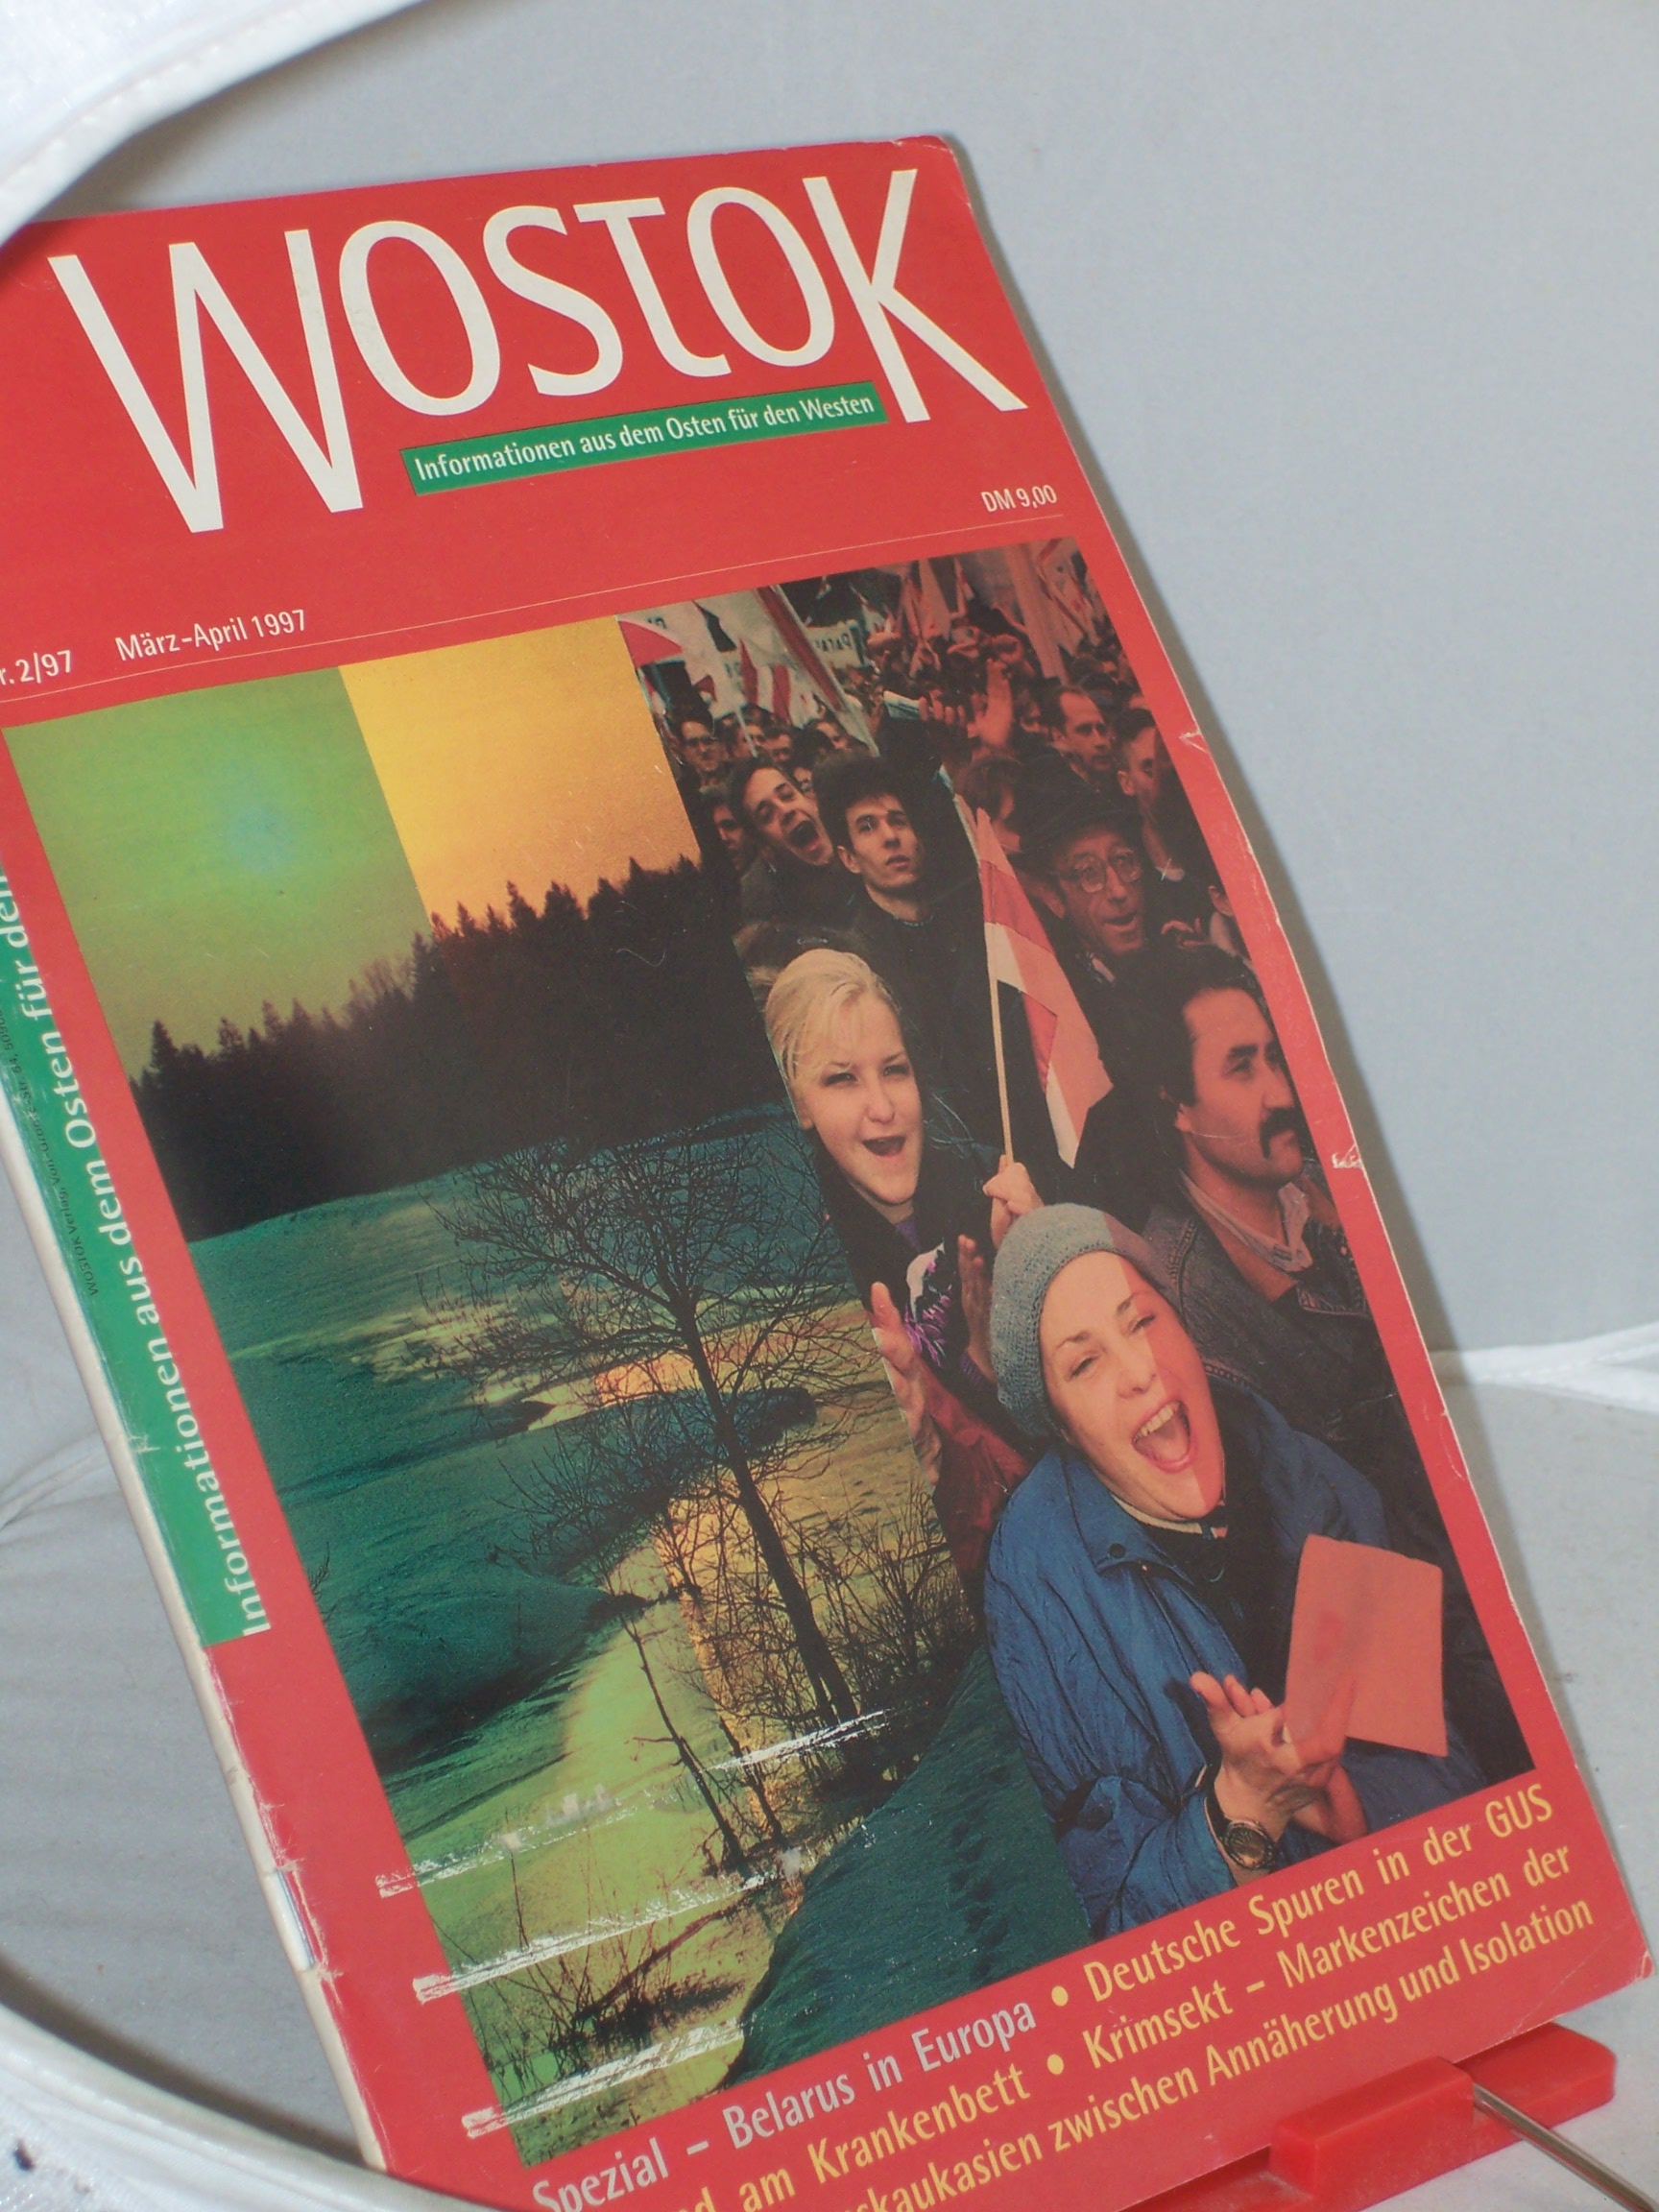 WOSTOK
Informationen aus dem Osten für den Westen
DM 9,00
r. 2/97 März-April 1997
Informationen aus dem Osten für den
Spezial – Belarus in Europa • Deutsche Spuren in der GUS
d am Krankenbett • Krimsekt – Markenzeichen der
skaukasien zwischen Annäherung und Isolation